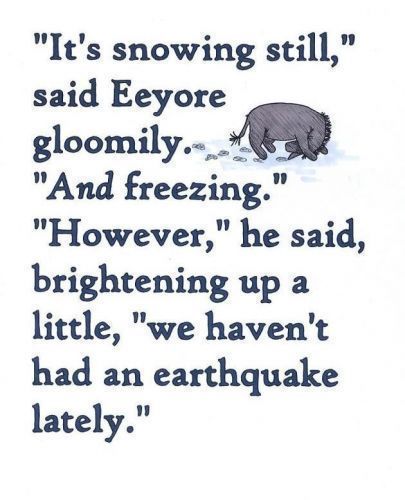 "It's snowing still,"
said Eeyore
gloomily.
"And freezing."
"However," he said,
brightening up a
little, "we haven't
had an earthquake
lately."